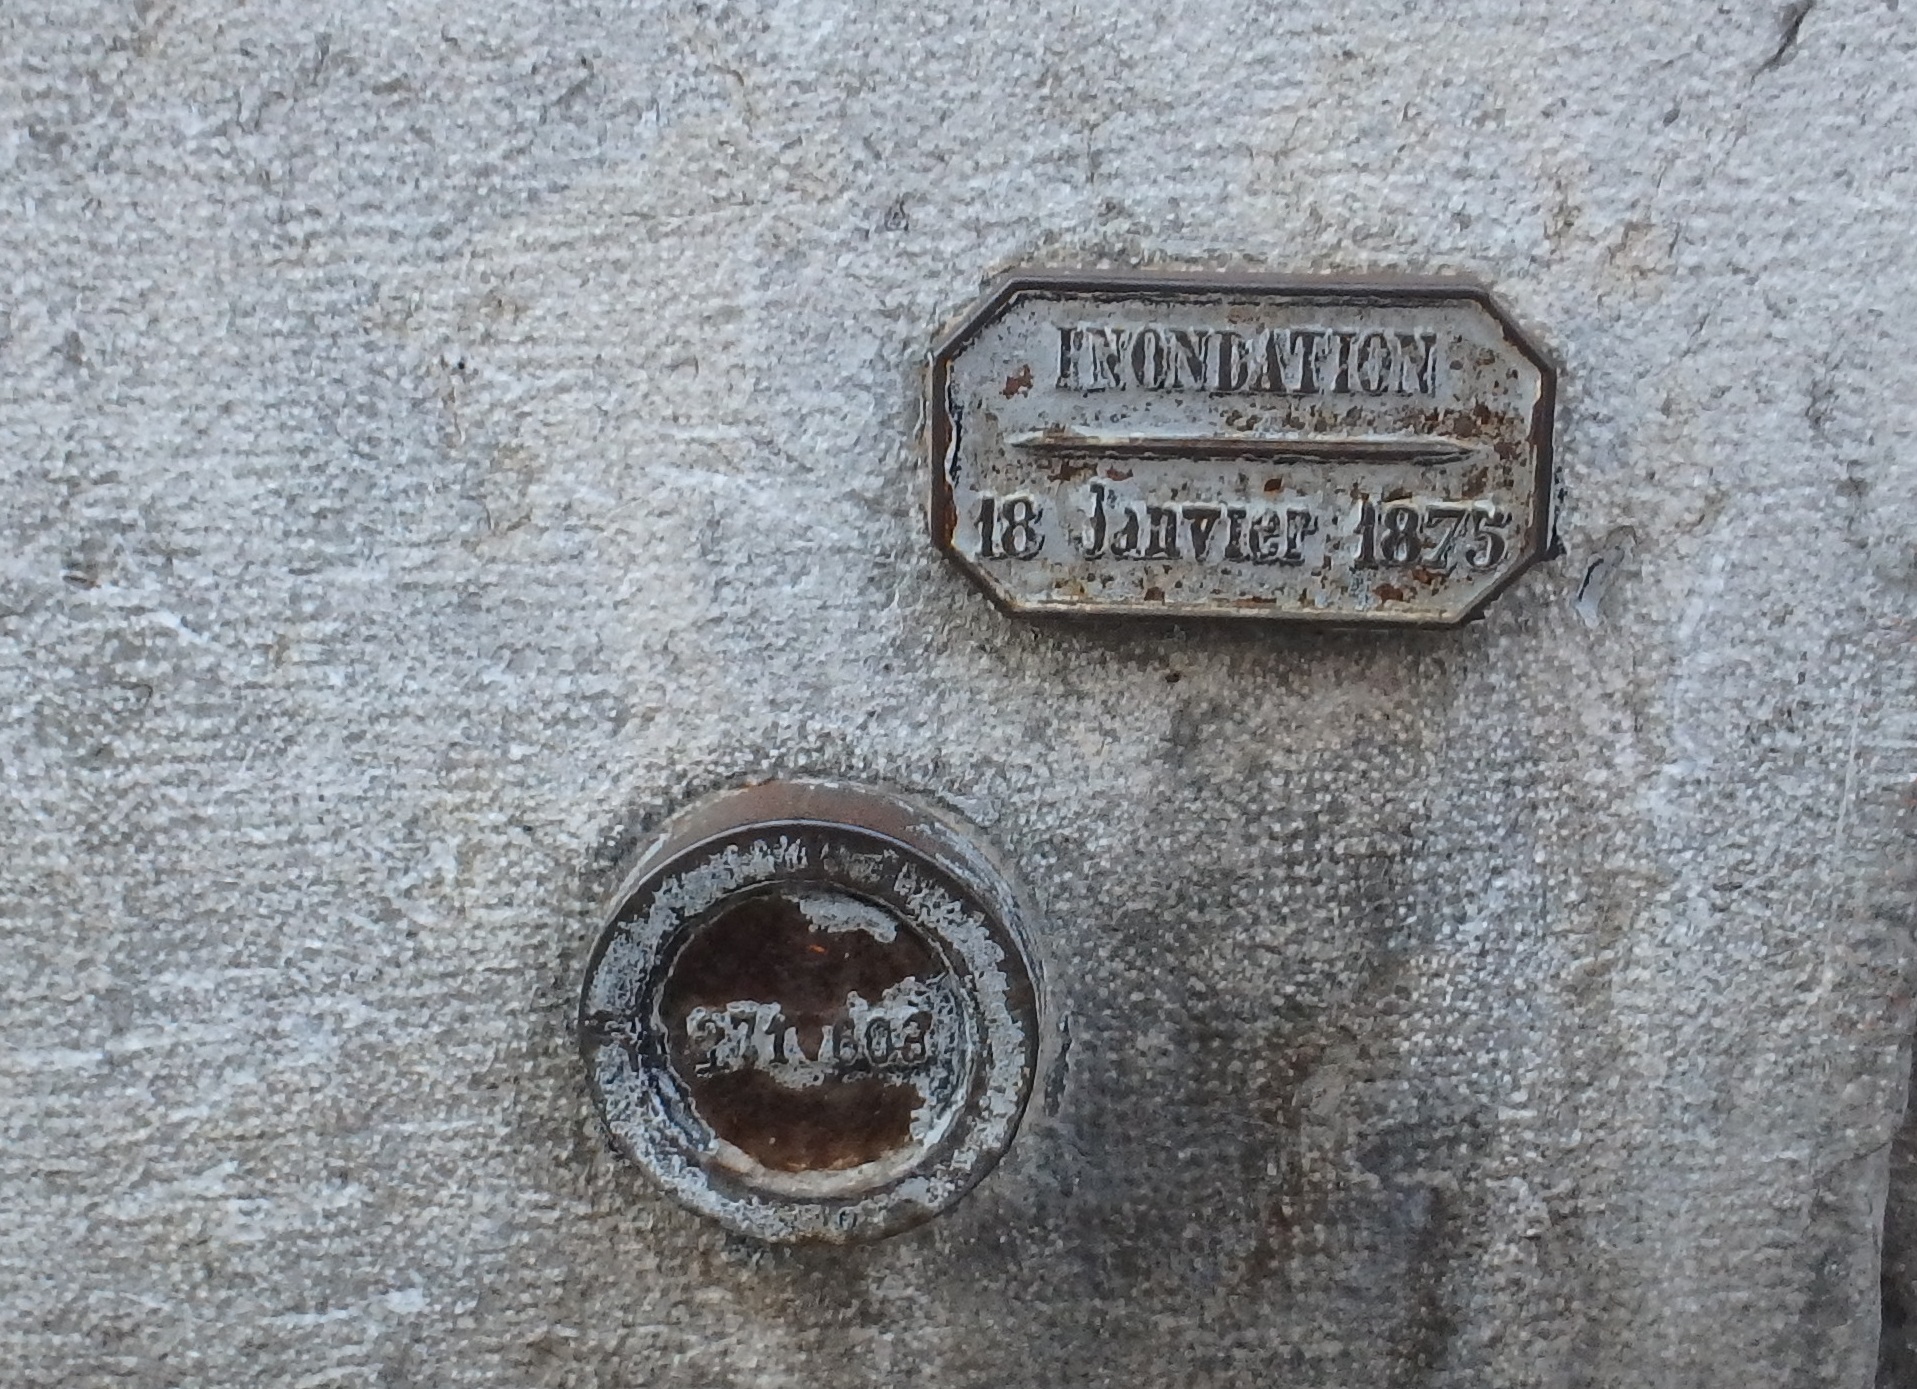 INONDATION
18 Janvier 1875
271.603